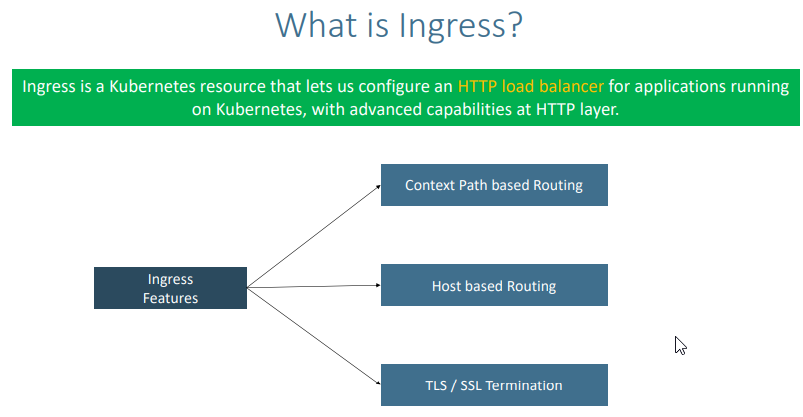 What is Ingress?
Ingress is a Kubernetes resource that lets us configure an HTTP load balancer for applications running
on Kubernetes, with advanced capabilities at HTTP layer.
Context Path based Routing
Ingress
Features
Host based Routing
TLS / SSL Termination